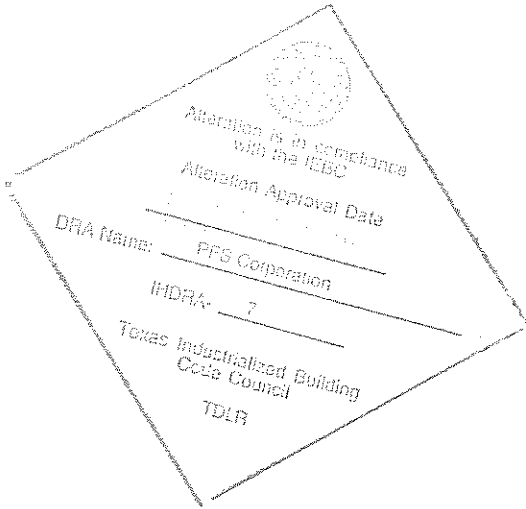 Alteration is in compliance
with the IEBC
Alteration Approval Date
DRA Name: PFS Corporation
IHDRA- 7
Texas Industrialized Building
Code Council
TDLR